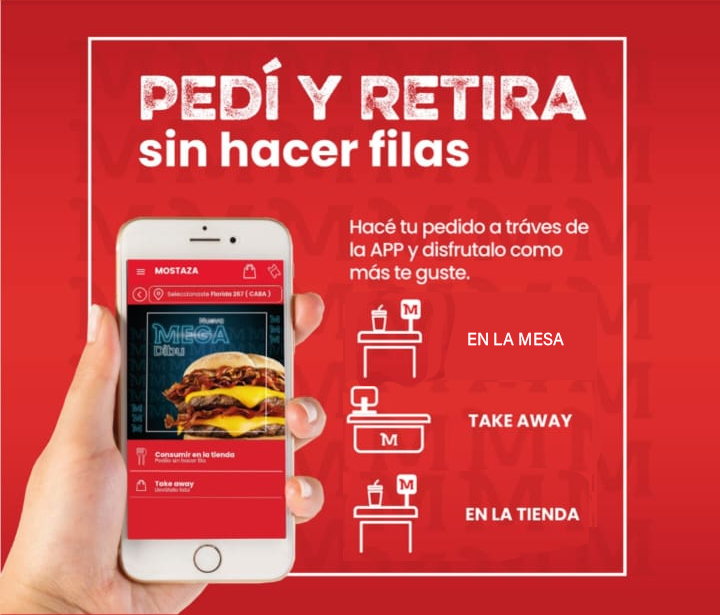 PEDÍ Y RETIRA
sin hacer filas
Hacé tu pedido a tráves de
la APP y disfrutalo como
más te guste.
MOSTAZA
Seleccionaste Florida 267 ( CABA )
Nueva
MEGA
Dibu
Consumir en la tienda
Pedilo sin hacer fila
Take away
M
EN LA MESA
M
TAKE AWAY
M
EN LA TIENDA